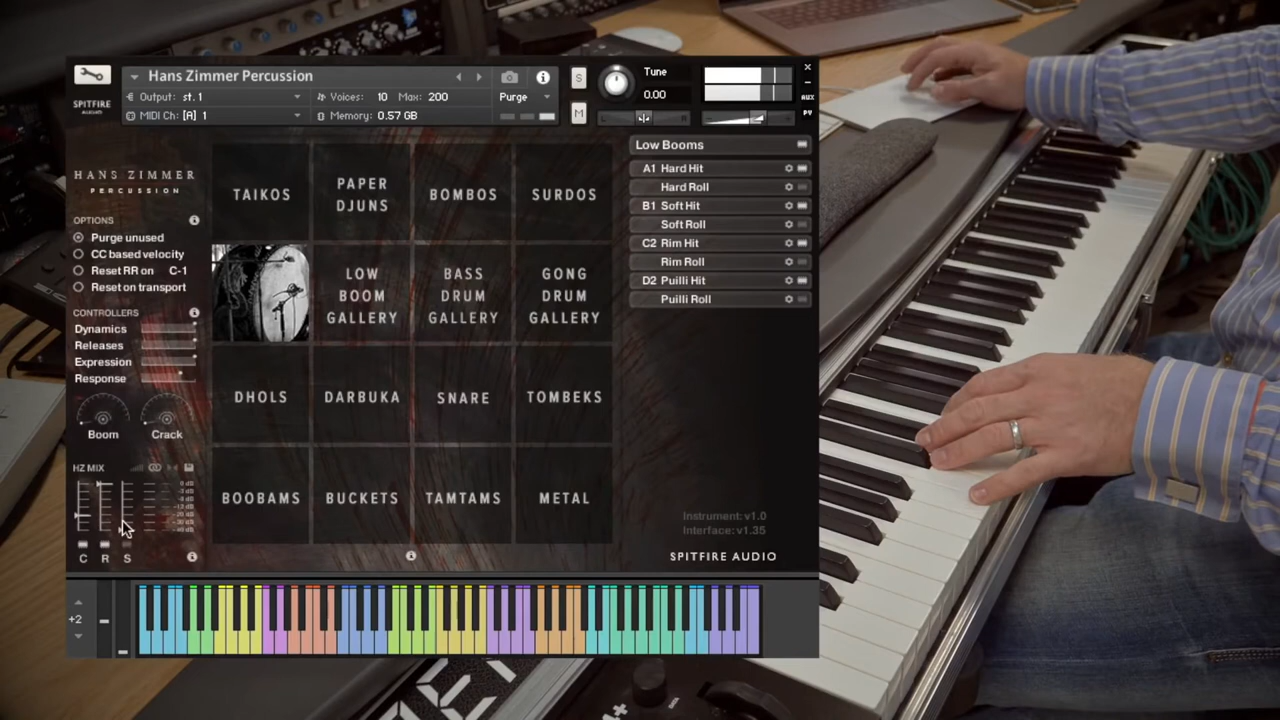 Hans Zimmer Percussion
SPITFIRE
AUDIO
Output: st.1
Voices: 10 Max: 200
Purge
MIDI Ch: [A] 1
Memory: 0.57 GB
S
M
Tune
0.00
L
R
x
AUX
PV
HANS ZIMMER
PERCUSSION
OPTIONS
Purge unused
CC based velocity
Reset RR on C-1
Reset on transport
CONTROLLERS
Dynamics
Releases
Expression
Response
Boom
Crack
HZ MIX
C R S
TAIKOS
PAPER
DJUNS
BOMBOS
SURDOS
LOW
BOOM
GALLERY
BASS
DRUM
GALLERY
GONG
DRUM
GALLERY
DHOLS
DARBUKA
SNARE
TOMBEKS
BOOBAMS
BUCKETS
TAMTAMS
METAL
Low Booms
A1 Hard Hit
Hard Roll
B1 Soft Hit
Soft Roll
C2 Rim Hit
Rim Roll
D2 Puilli Hit
Puilli Roll
Instrument: v1.0
Interface: v1.35
SPITFIRE AUDIO
+2